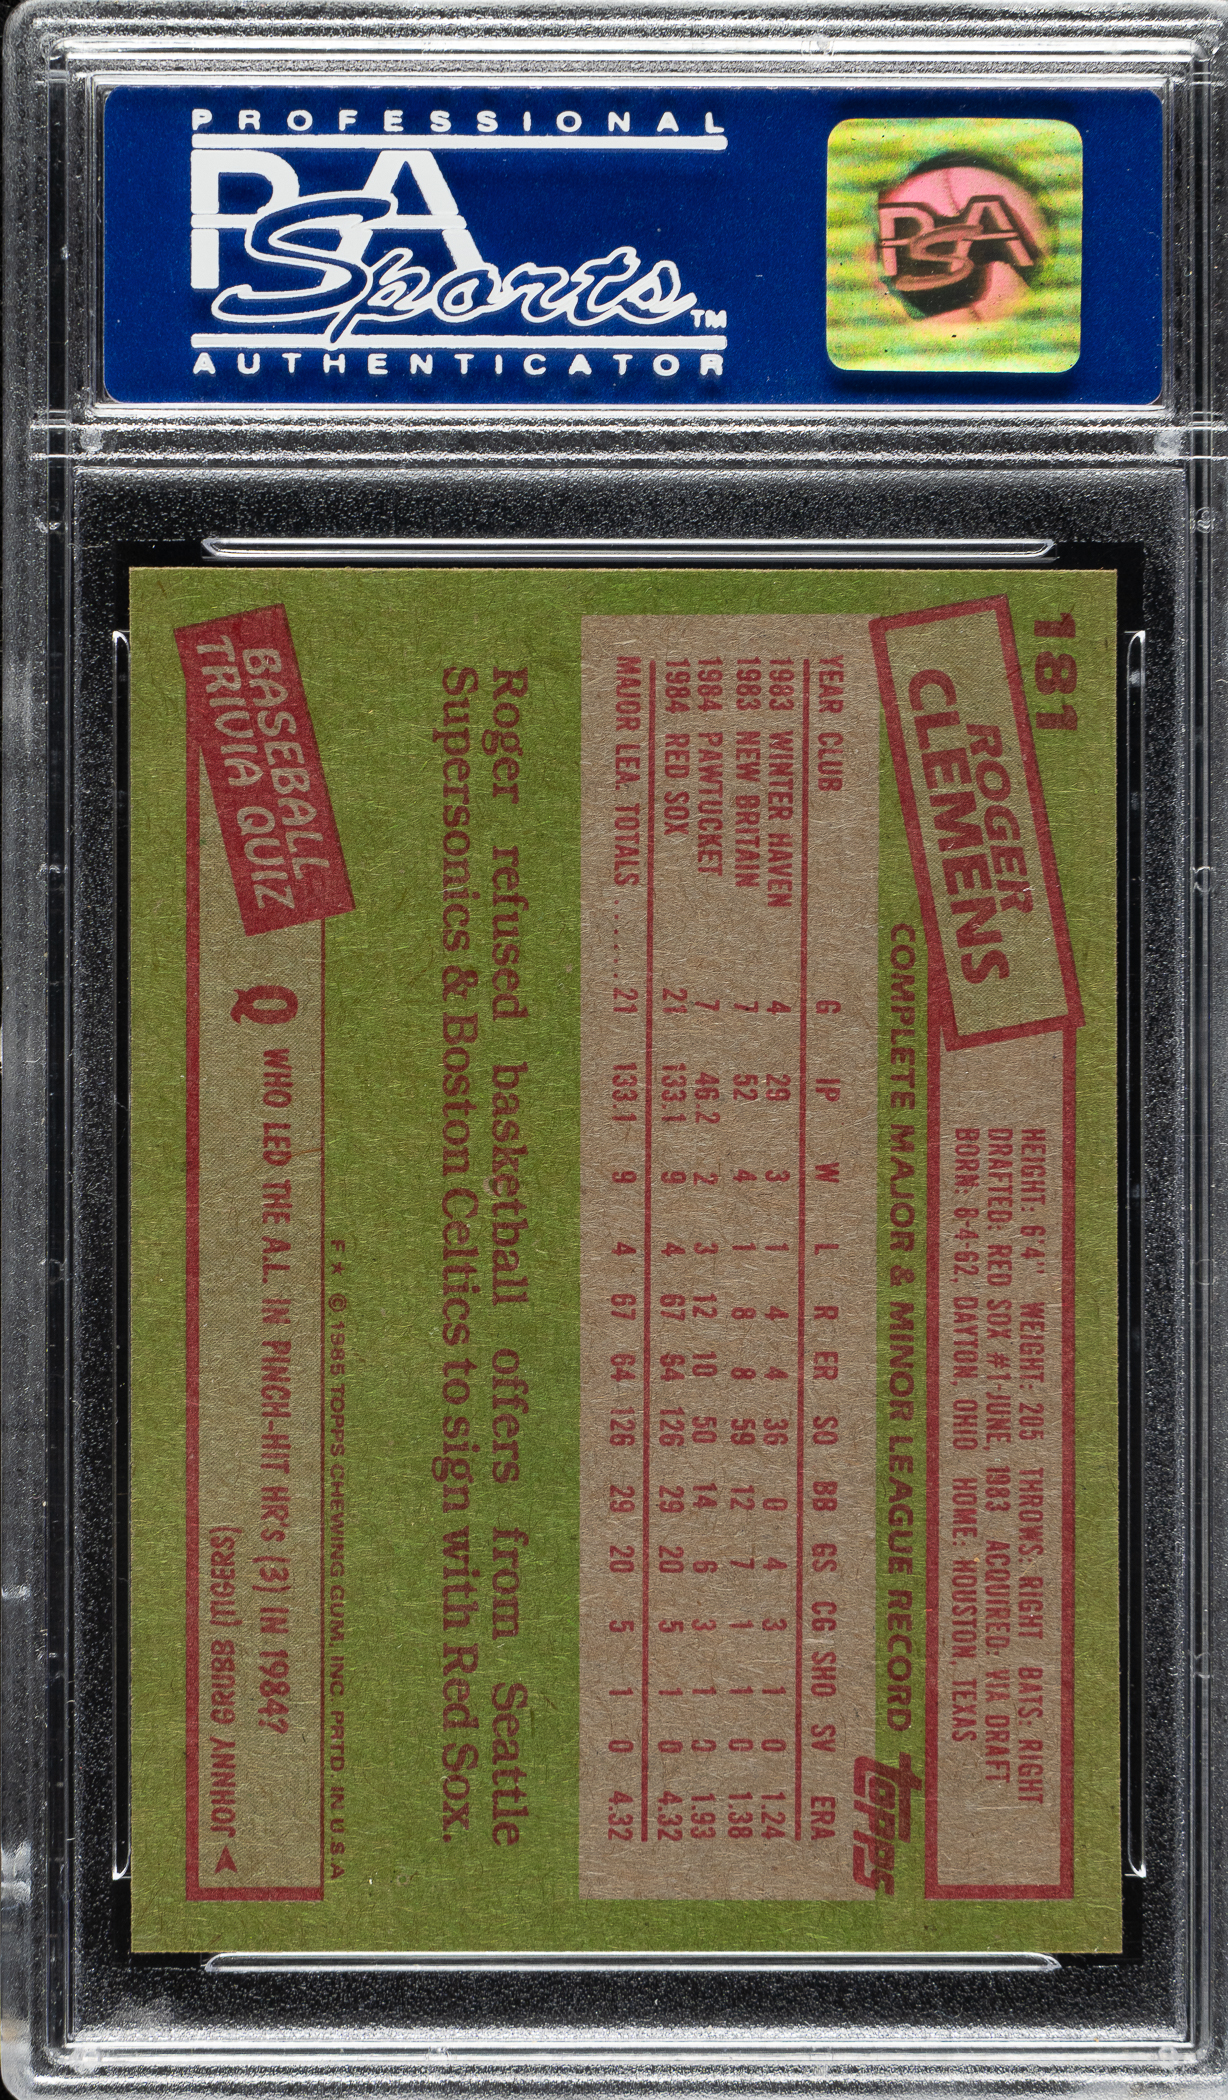 PROFESSIONAL
PSA
Sports™
AUTHENTICATOR
PSA
181
ROGER
CLEMENS
HEIGHT: 6'4" WEIGHT: 205 THROWS: RIGHT BATS: RIGHT
DRAFTED: RED SOX #1-JUNE, 1983 ACQUIRED: VIA DRAFT
BORN: 8-4-62, DAYTON, OHIO HOME: HOUSTON, TEXAS
COMPLETE MAJOR & MINOR LEAGUE RECORD
topps
YEAR CLUB G IP W L R ER SO BB GS CG SHO SV ERA
1983 WINTER HAVEN 4 29 3 1 4 4 36 0 4 3 1 0 1.24
1983 NEW BRITAIN 7 52 4 1 8 8 59 12 7 1 1 0 1.38
1984 PAWTUCKET 7 46.2 2 3 12 10 50 14 6 3 1 0 1.93
1984 RED SOX 21 133.1 9 4 67 64 126 29 20 5 1 0 4.32
MAJOR LEA. TOTALS ...... 21 133.1 9 4 67 64 126 29 20 5 1 0 4.32
Roger refused basketball offers from Seattle
Supersonics & Boston Celtics to sign with Red Sox.
F★ © 1985 TOPPS CHEWING GUM, INC. PRTD. IN U.S.A
BASEBALL
TRIVIA QUIZ
Q WHO LED THE A.L. IN PINCH-HIT HR's (3) IN 1984?
JOHNNY GRUBB (TIGERS)